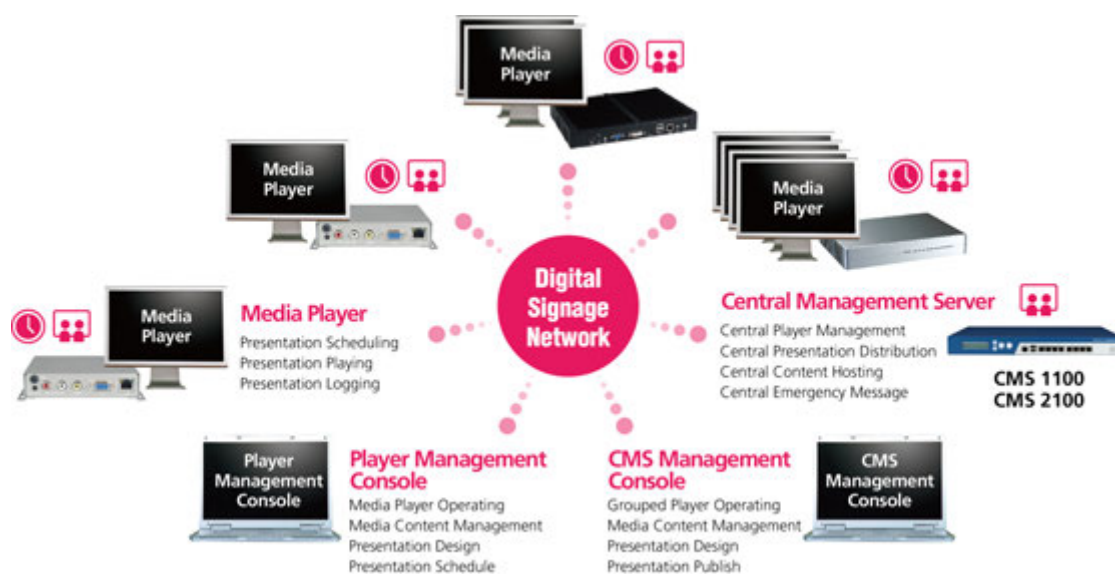 Media
Player
Media
Player
Media
Player
Digital
Signage
Network
Media
Player
Media Player
Presentation Scheduling
Presentation Playing
Presentation Logging
Central Management Server
Central Player Management
Central Presentation Distribution
Central Content Hosting
Central Emergency Message
CMS 1100
CMS 2100
Player
Management
Console
Player Management
Console
Media Player Operating
Media Content Management
Presentation Design
Presentation Schedule
CMS Management
Console
Grouped Player Operating
Media Content Management
Presentation Design
Presentation Publish
CMS
Management
Console